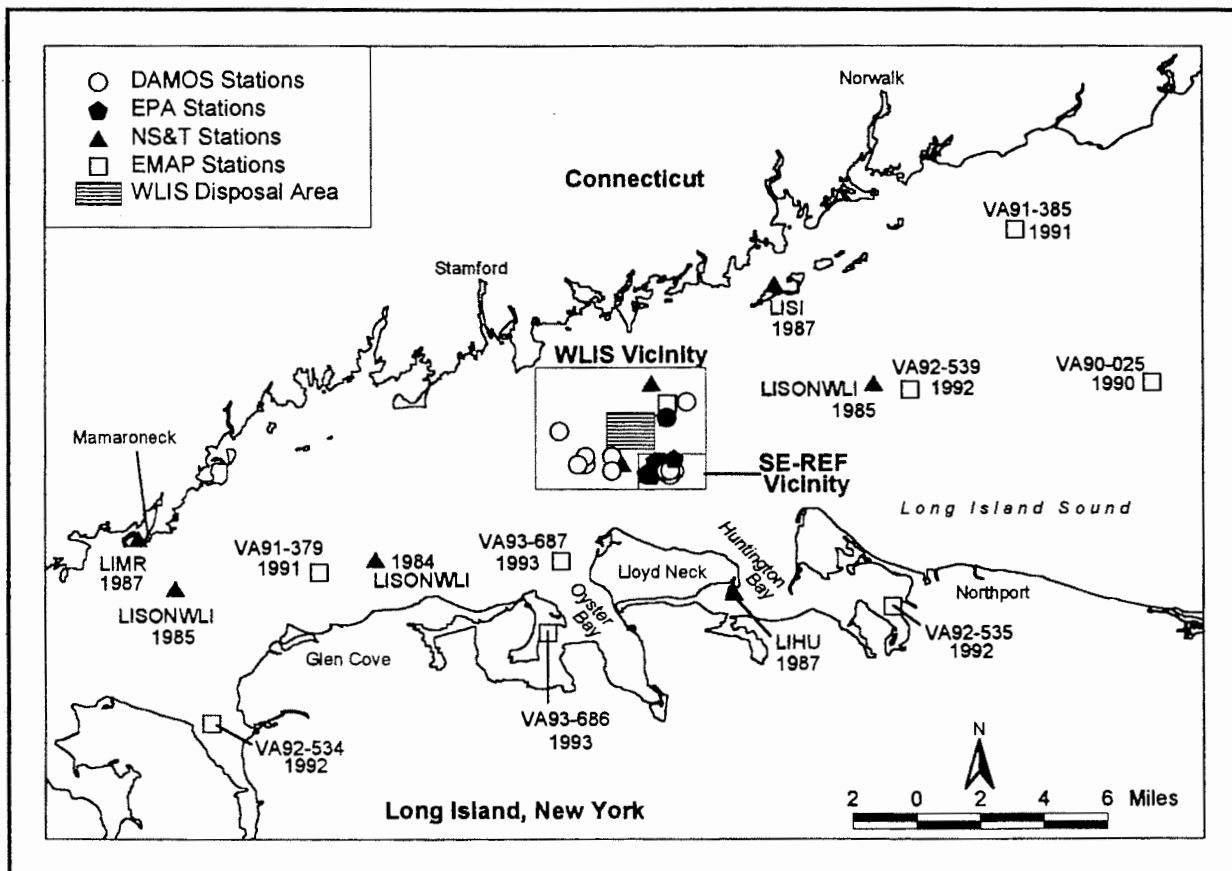 DAMOS Stations
EPA Stations
NS&T Stations
EMAP Stations
WLIS Disposal Area
Norwalk
Connecticut
VA91-385
1991
Stamford
LISI
1987
WLIS Vicinity
VA92-539
1992
VA90-025
1990
LISONWLI
1985
Mamaroneck
SE-REF
Vicinity
Long Island Sound
LIMR
1987
VA91-379
1991
1984
LISONWLI
VA93-687
1993
Lloyd Neck
Huntington
Bay
Oyster
Bay
Northport
LISONWLI
1985
Glen Cove
LIHU
1987
VA92-535
1992
VA93-686
1993
VA92-534
1992
N
Long Island, New York
2 0 2 4 6 Miles